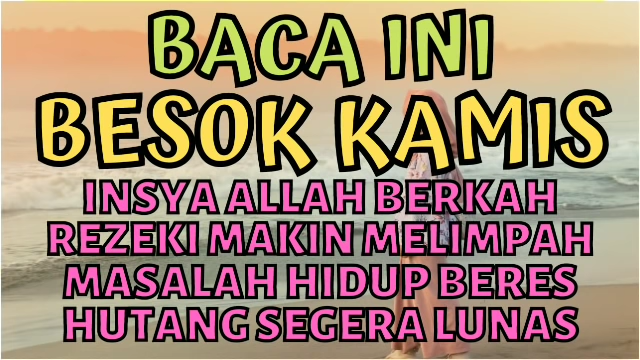 BACA INI
BESOK KAMIS
INSYA ALLAH BERKAH
REZEKI MAKIN MELIMPAH
MASALAH HIDUP BERES
HUTANG SEGERA LUNAS